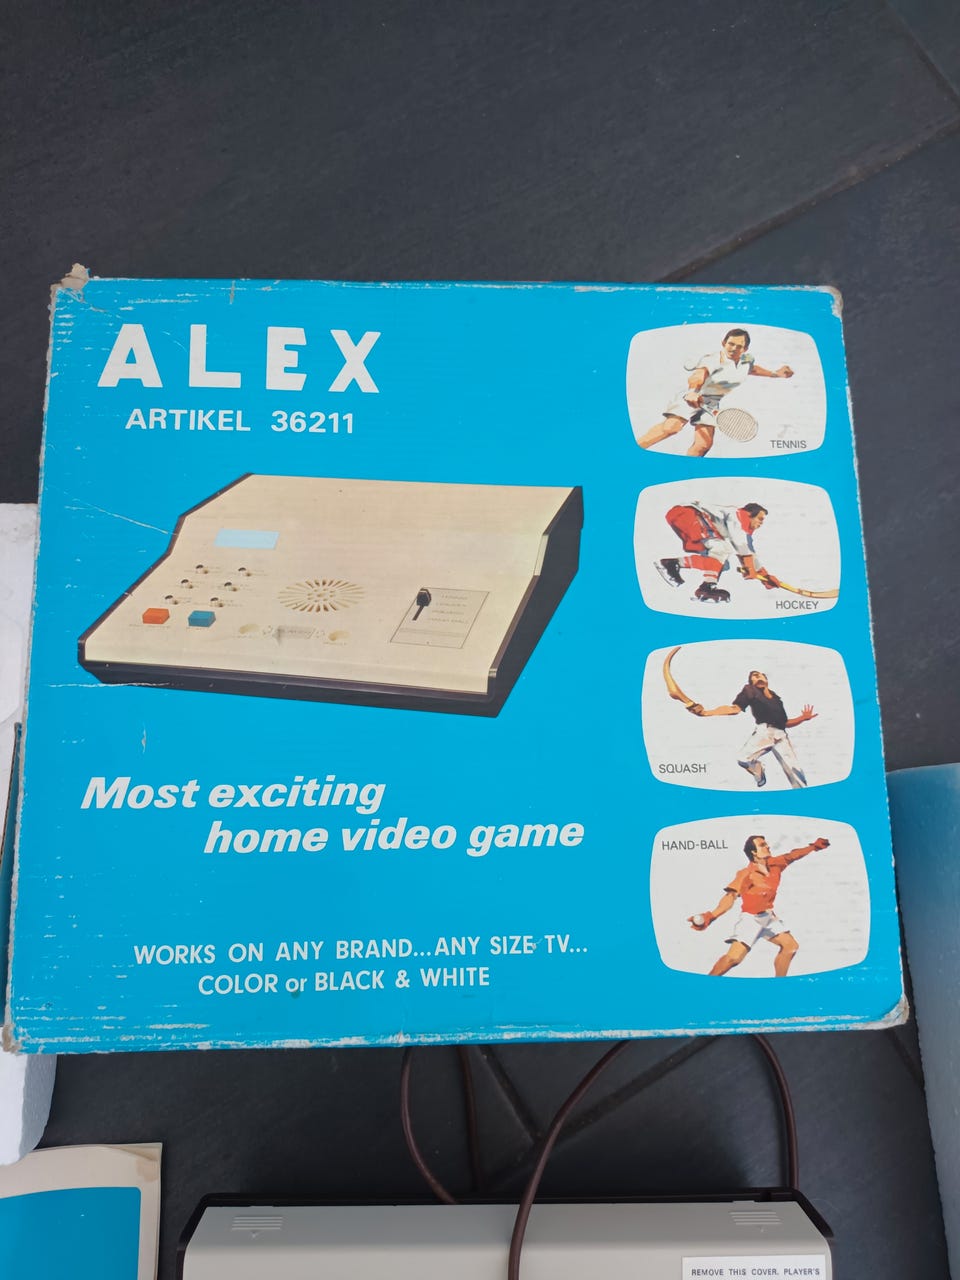 ALEX
ARTIKEL 36211
TENNIS
HOCKEY
SQUASH
HAND-BALL
Most exciting
home video game
WORKS ON ANY BRAND...ANY SIZE TV...
COLOR or BLACK & WHITE
REMOVE THIS COVER. PLAYER'S